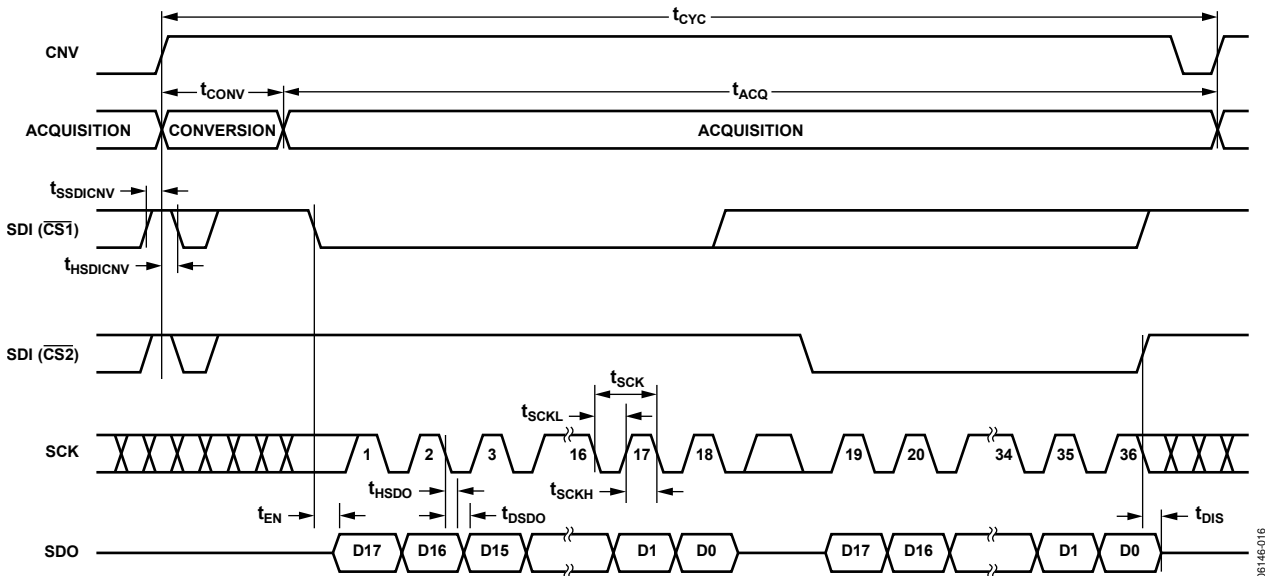 tCYC
CNV
tCONV
tACQ
ACQUISITION
CONVERSION
ACQUISITION
tSSDICNV
SDI (CS1)
tHSDICNV
SDI (CS2)
tSCK
tSCKL
SCK
1 2 3 16 17 18 19 20 34 35 36
tHSDO
tSCKH
tEN
tDSDO
tDIS
SDO
D17 D16 D15 D1 D0 D17 D16 D1 D0
06146-016